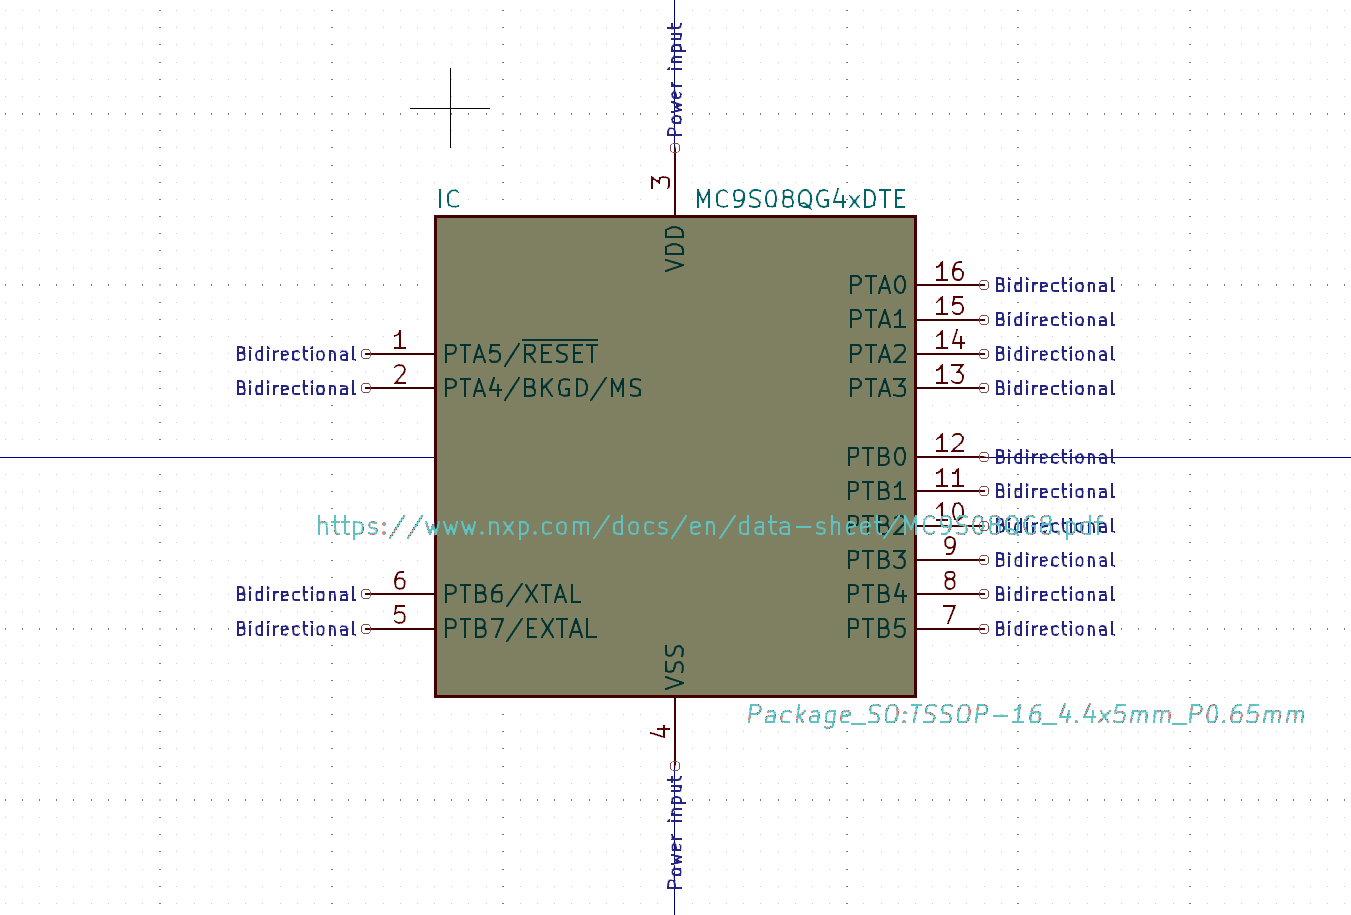 Power input
3
IC MC9S08QG4xDTE
VDD
PTA0 16 Bidirectional
PTA1 15 Bidirectional
Bidirectional 1 PTA5/RESET PTA2 14 Bidirectional
Bidirectional 2 PTA4/BKGD/MS PTA3 13 Bidirectional
PTB0 12 Bidirectional
PTB1 11 Bidirectional
PTB2 10 Bidirectional
https://www.nxp.com/docs/en/data-sheet/MC9S08QG8.pdf
PTB3 9 Bidirectional
Bidirectional 6 PTB6/XTAL PTB4 8 Bidirectional
Bidirectional 5 PTB7/EXTAL PTB5 7 Bidirectional
VSS
Package_SO:TSSOP-16_4.4x5mm_P0.65mm
4
Power input